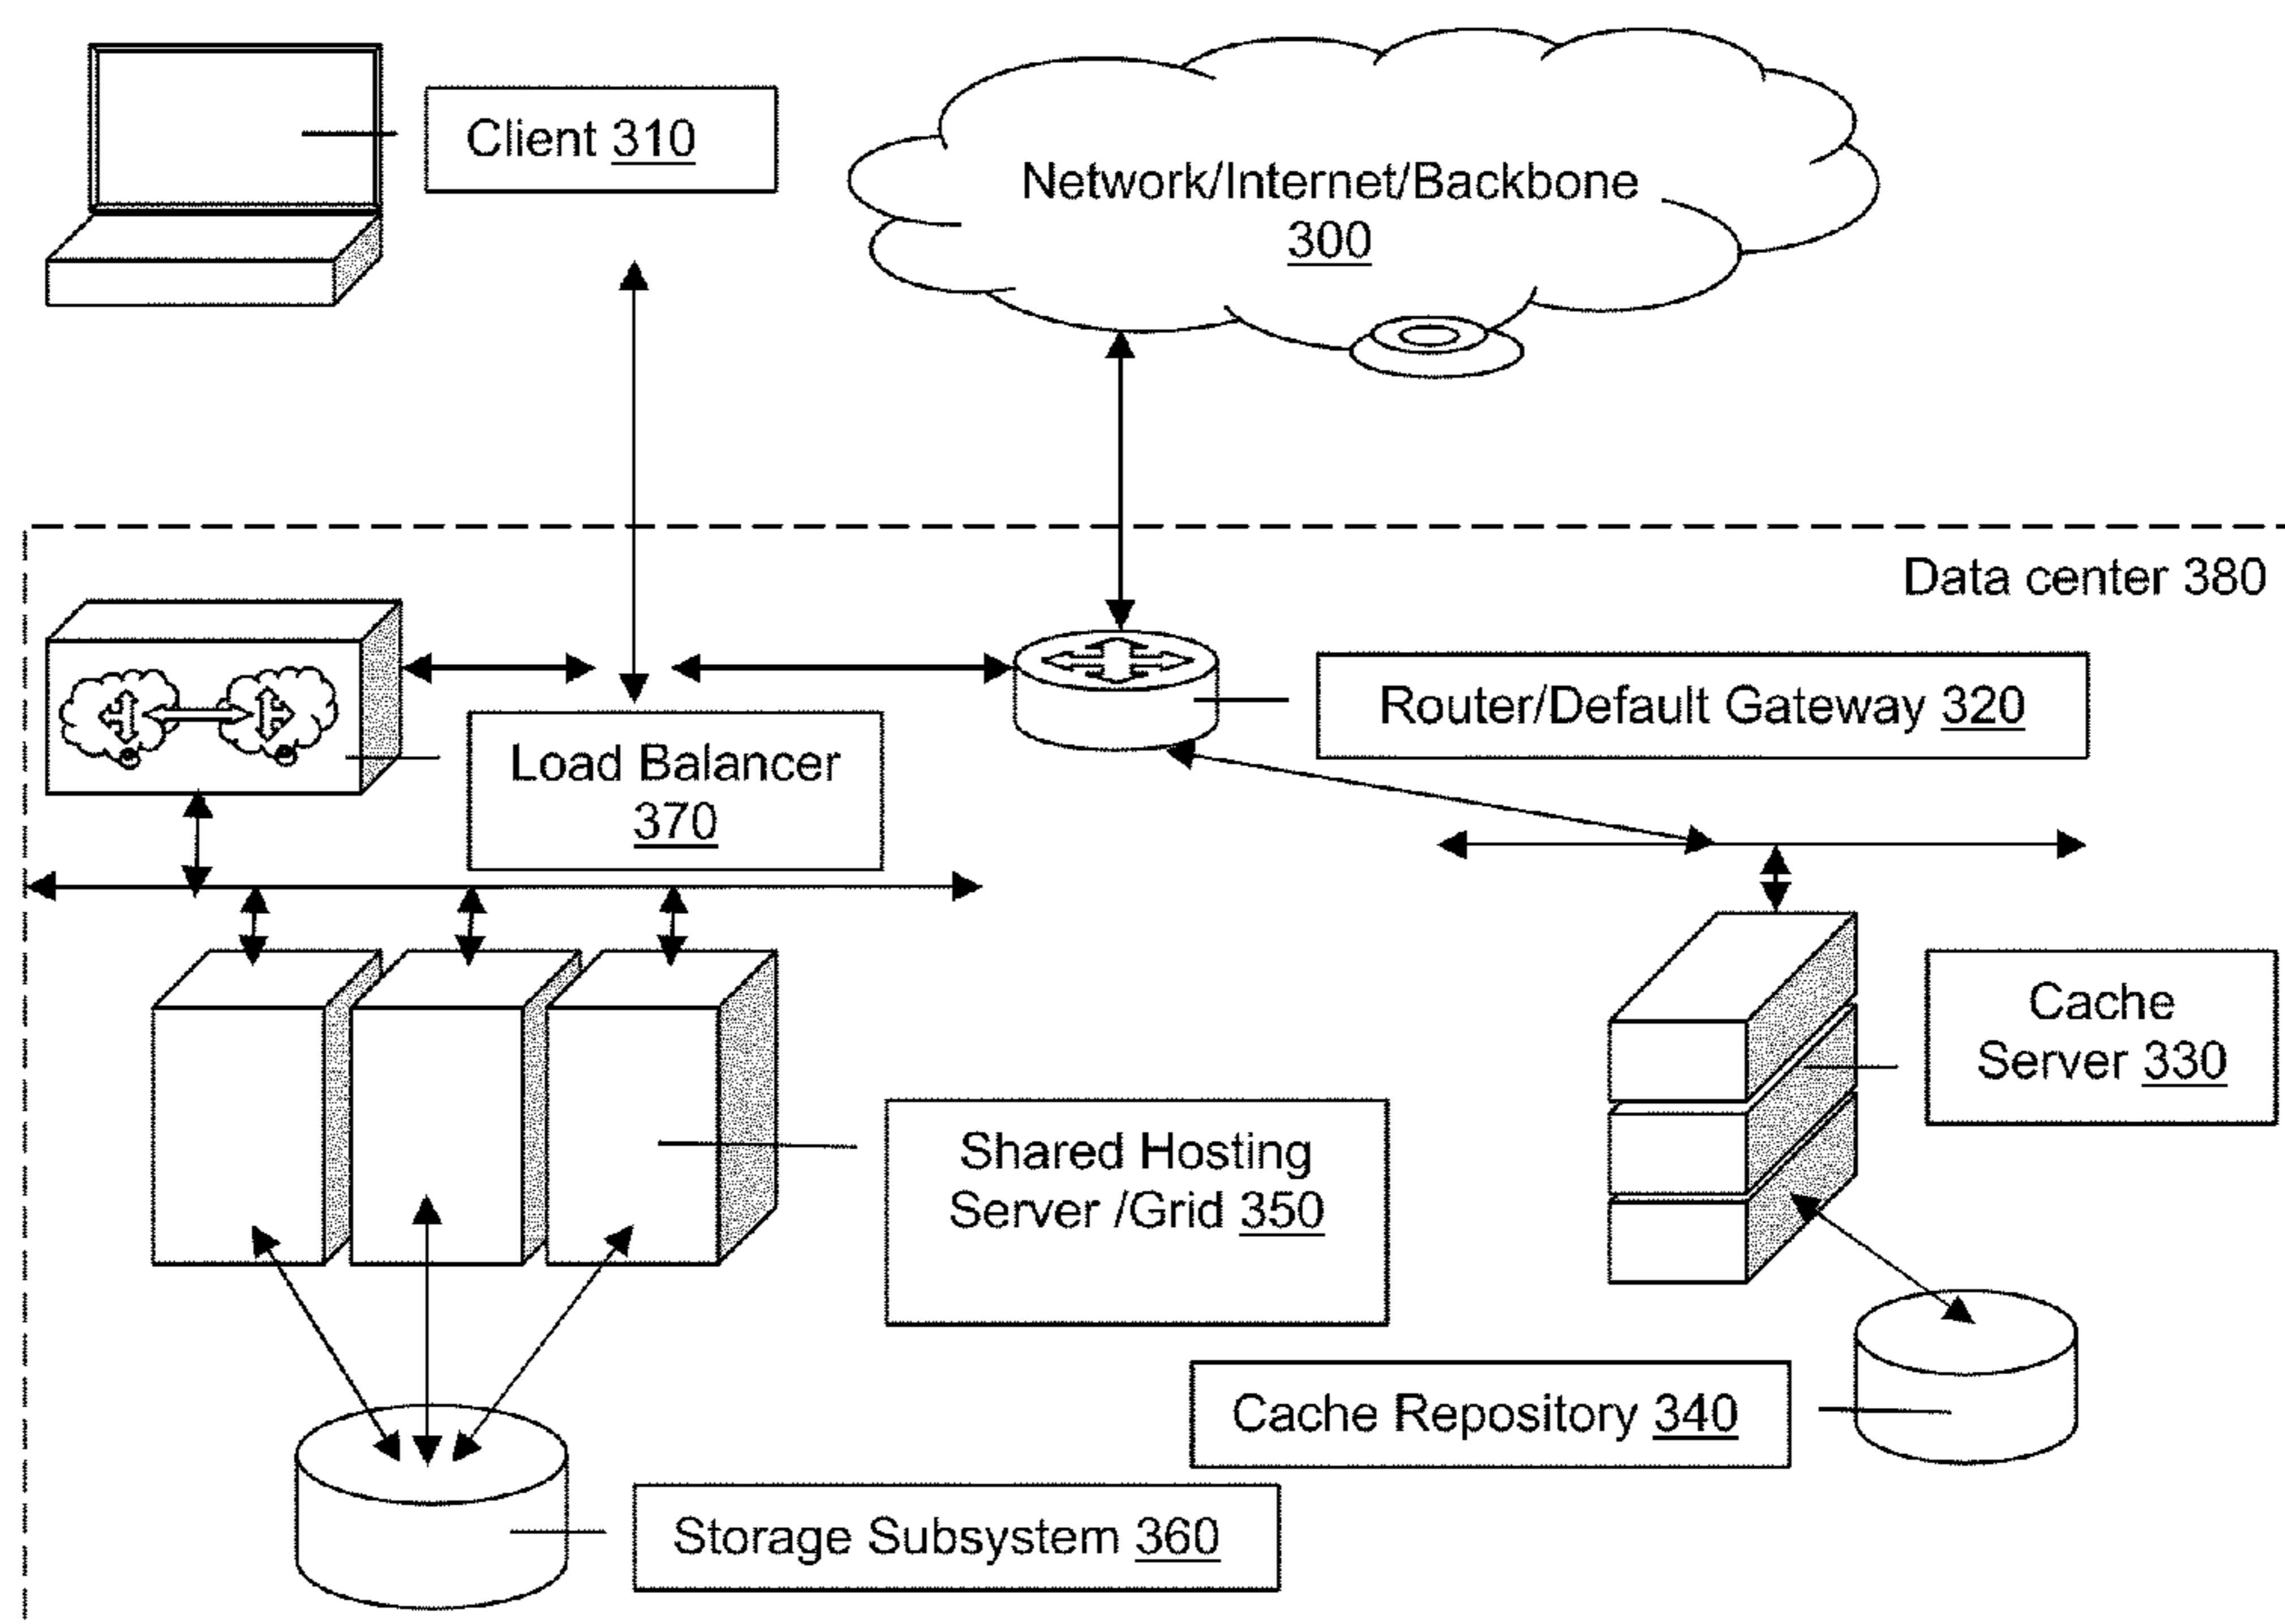 Client 310
Network/Internet/Backbone
300
Data center 380
Router/Default Gateway 320
Load Balancer
370
Cache
Server 330
Shared Hosting
Server /Grid 350
Cache Repository 340
Storage Subsystem 360